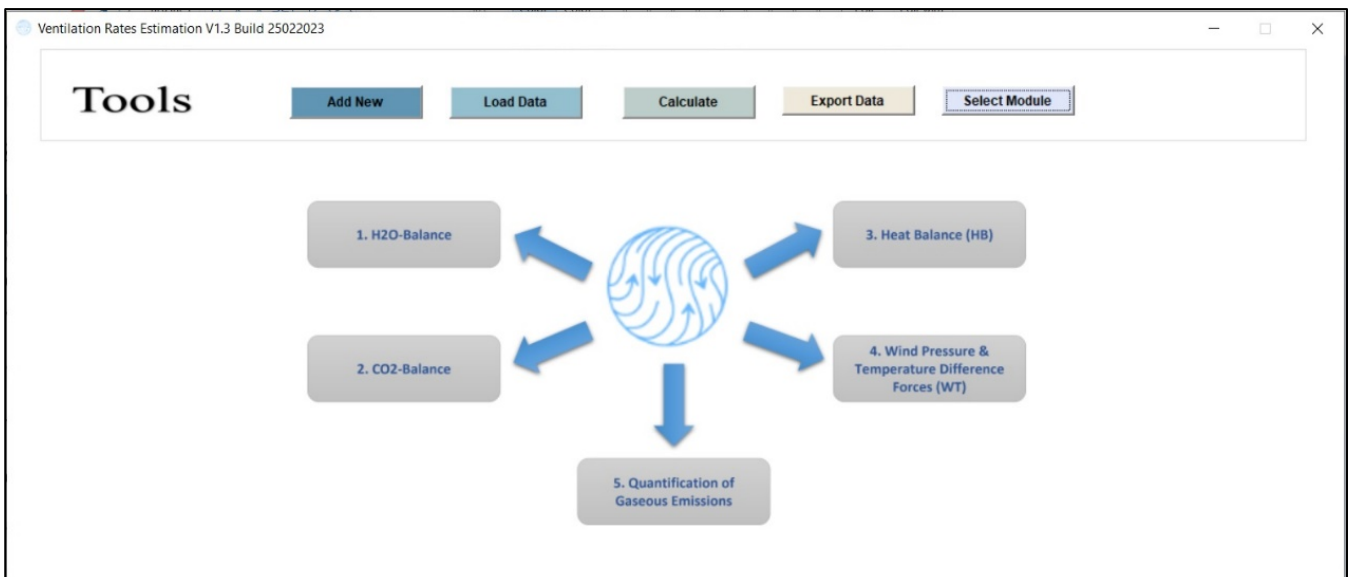 Ventilation Rates Estimation V1.3 Build 25022023
Tools
Add New
Load Data
Calculate
Export Data
Select Module
1. H2O-Balance
3. Heat Balance (HB)
2. CO2-Balance
4. Wind Pressure &
Temperature Difference
Forces (WT)
5. Quantification of
Gaseous Emissions